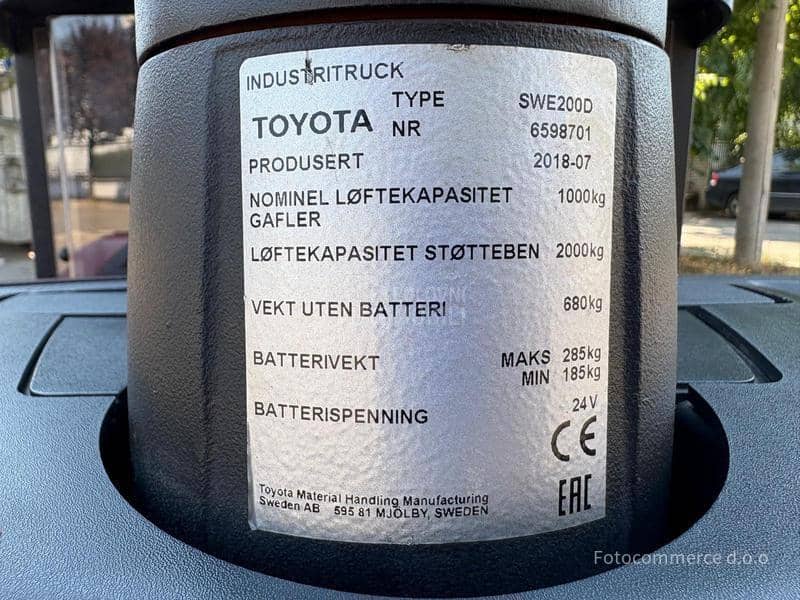 INDUSTRITRUCK
TYPE SWE200D
TOYOTA NR 6598701
PRODUSERT 2018-07
NOMINEL LØFTEKAPASITET 1000kg
GAFLER
LØFTEKAPASITET STØTTEBEN 2000kg
VEKT UTEN BATTERI 680kg
BATTERIVEKT MAKS 285kg
MIN 185kg
BATTERISPENNING 24V
CE
EAC
Toyota Material Handling Manufacturing
Sweden AB 595 81 MJÖLBY, SWEDEN
Fotocommerce d.o.o